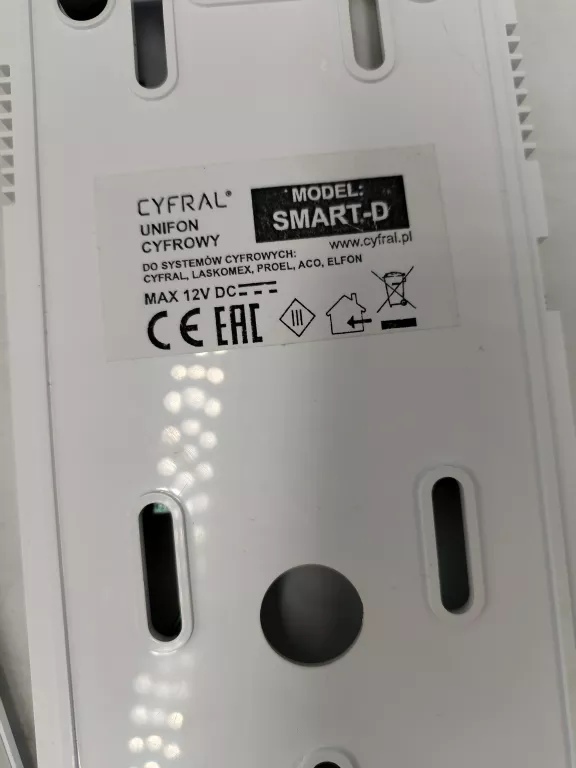 CYFRAL®
UNIFON
CYFROWY
MODEL:
SMART-D
www.cyfral.pl
DO SYSTEMÓW CYFROWYCH:
CYFRAL, LASKOMEX, PROEL, ACO, ELFON
MAX 12V DC
CE EAC
III